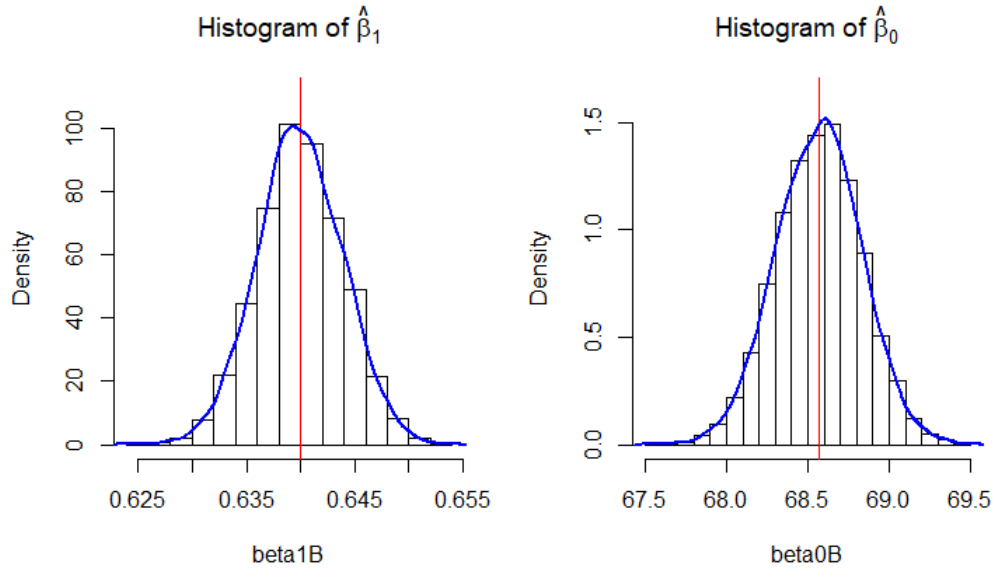 Histogram of β̂₁
Density
0 20 40 60 80 100
0.625 0.635 0.645 0.655
beta1B
Histogram of β̂₀
Density
0.0 0.5 1.0 1.5
67.5 68.0 68.5 69.0 69.5
beta0B